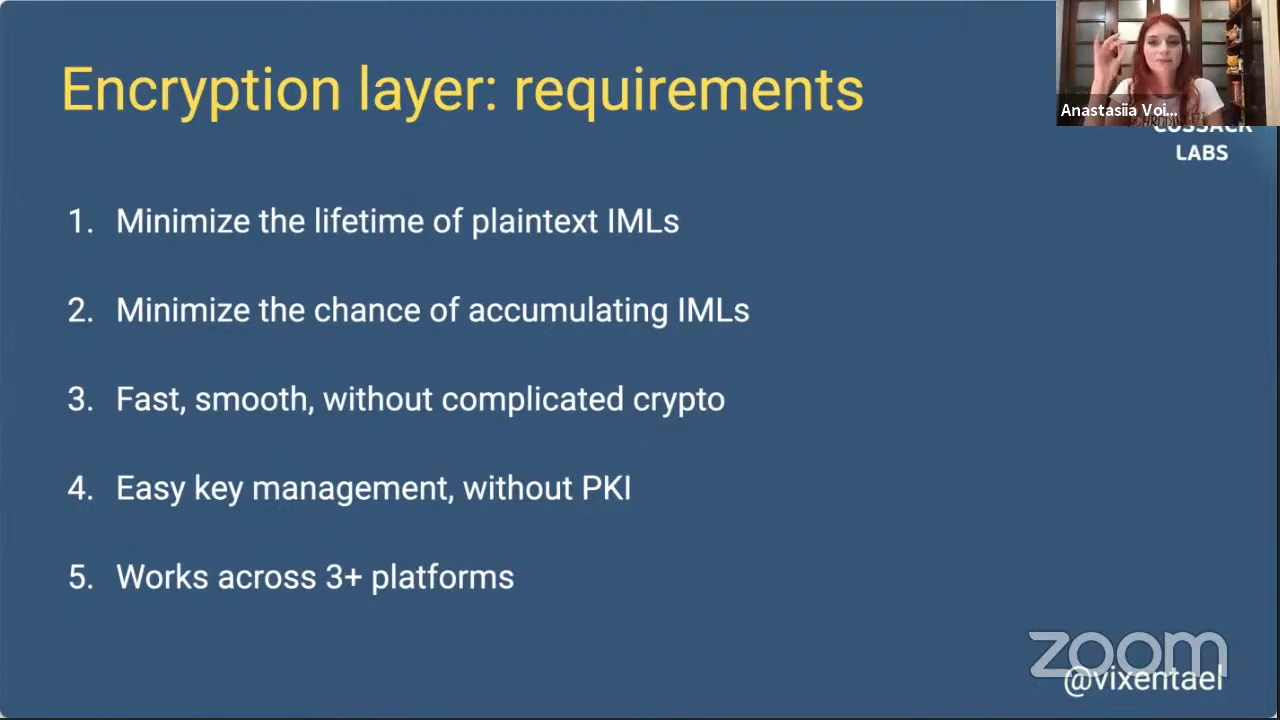 Encryption layer: requirements
Anastasiia Voi...
COSSACK
LABS
1. Minimize the lifetime of plaintext IMLs
2. Minimize the chance of accumulating IMLs
3. Fast, smooth, without complicated crypto
4. Easy key management, without PKI
5. Works across 3+ platforms
zoom
@vixentael